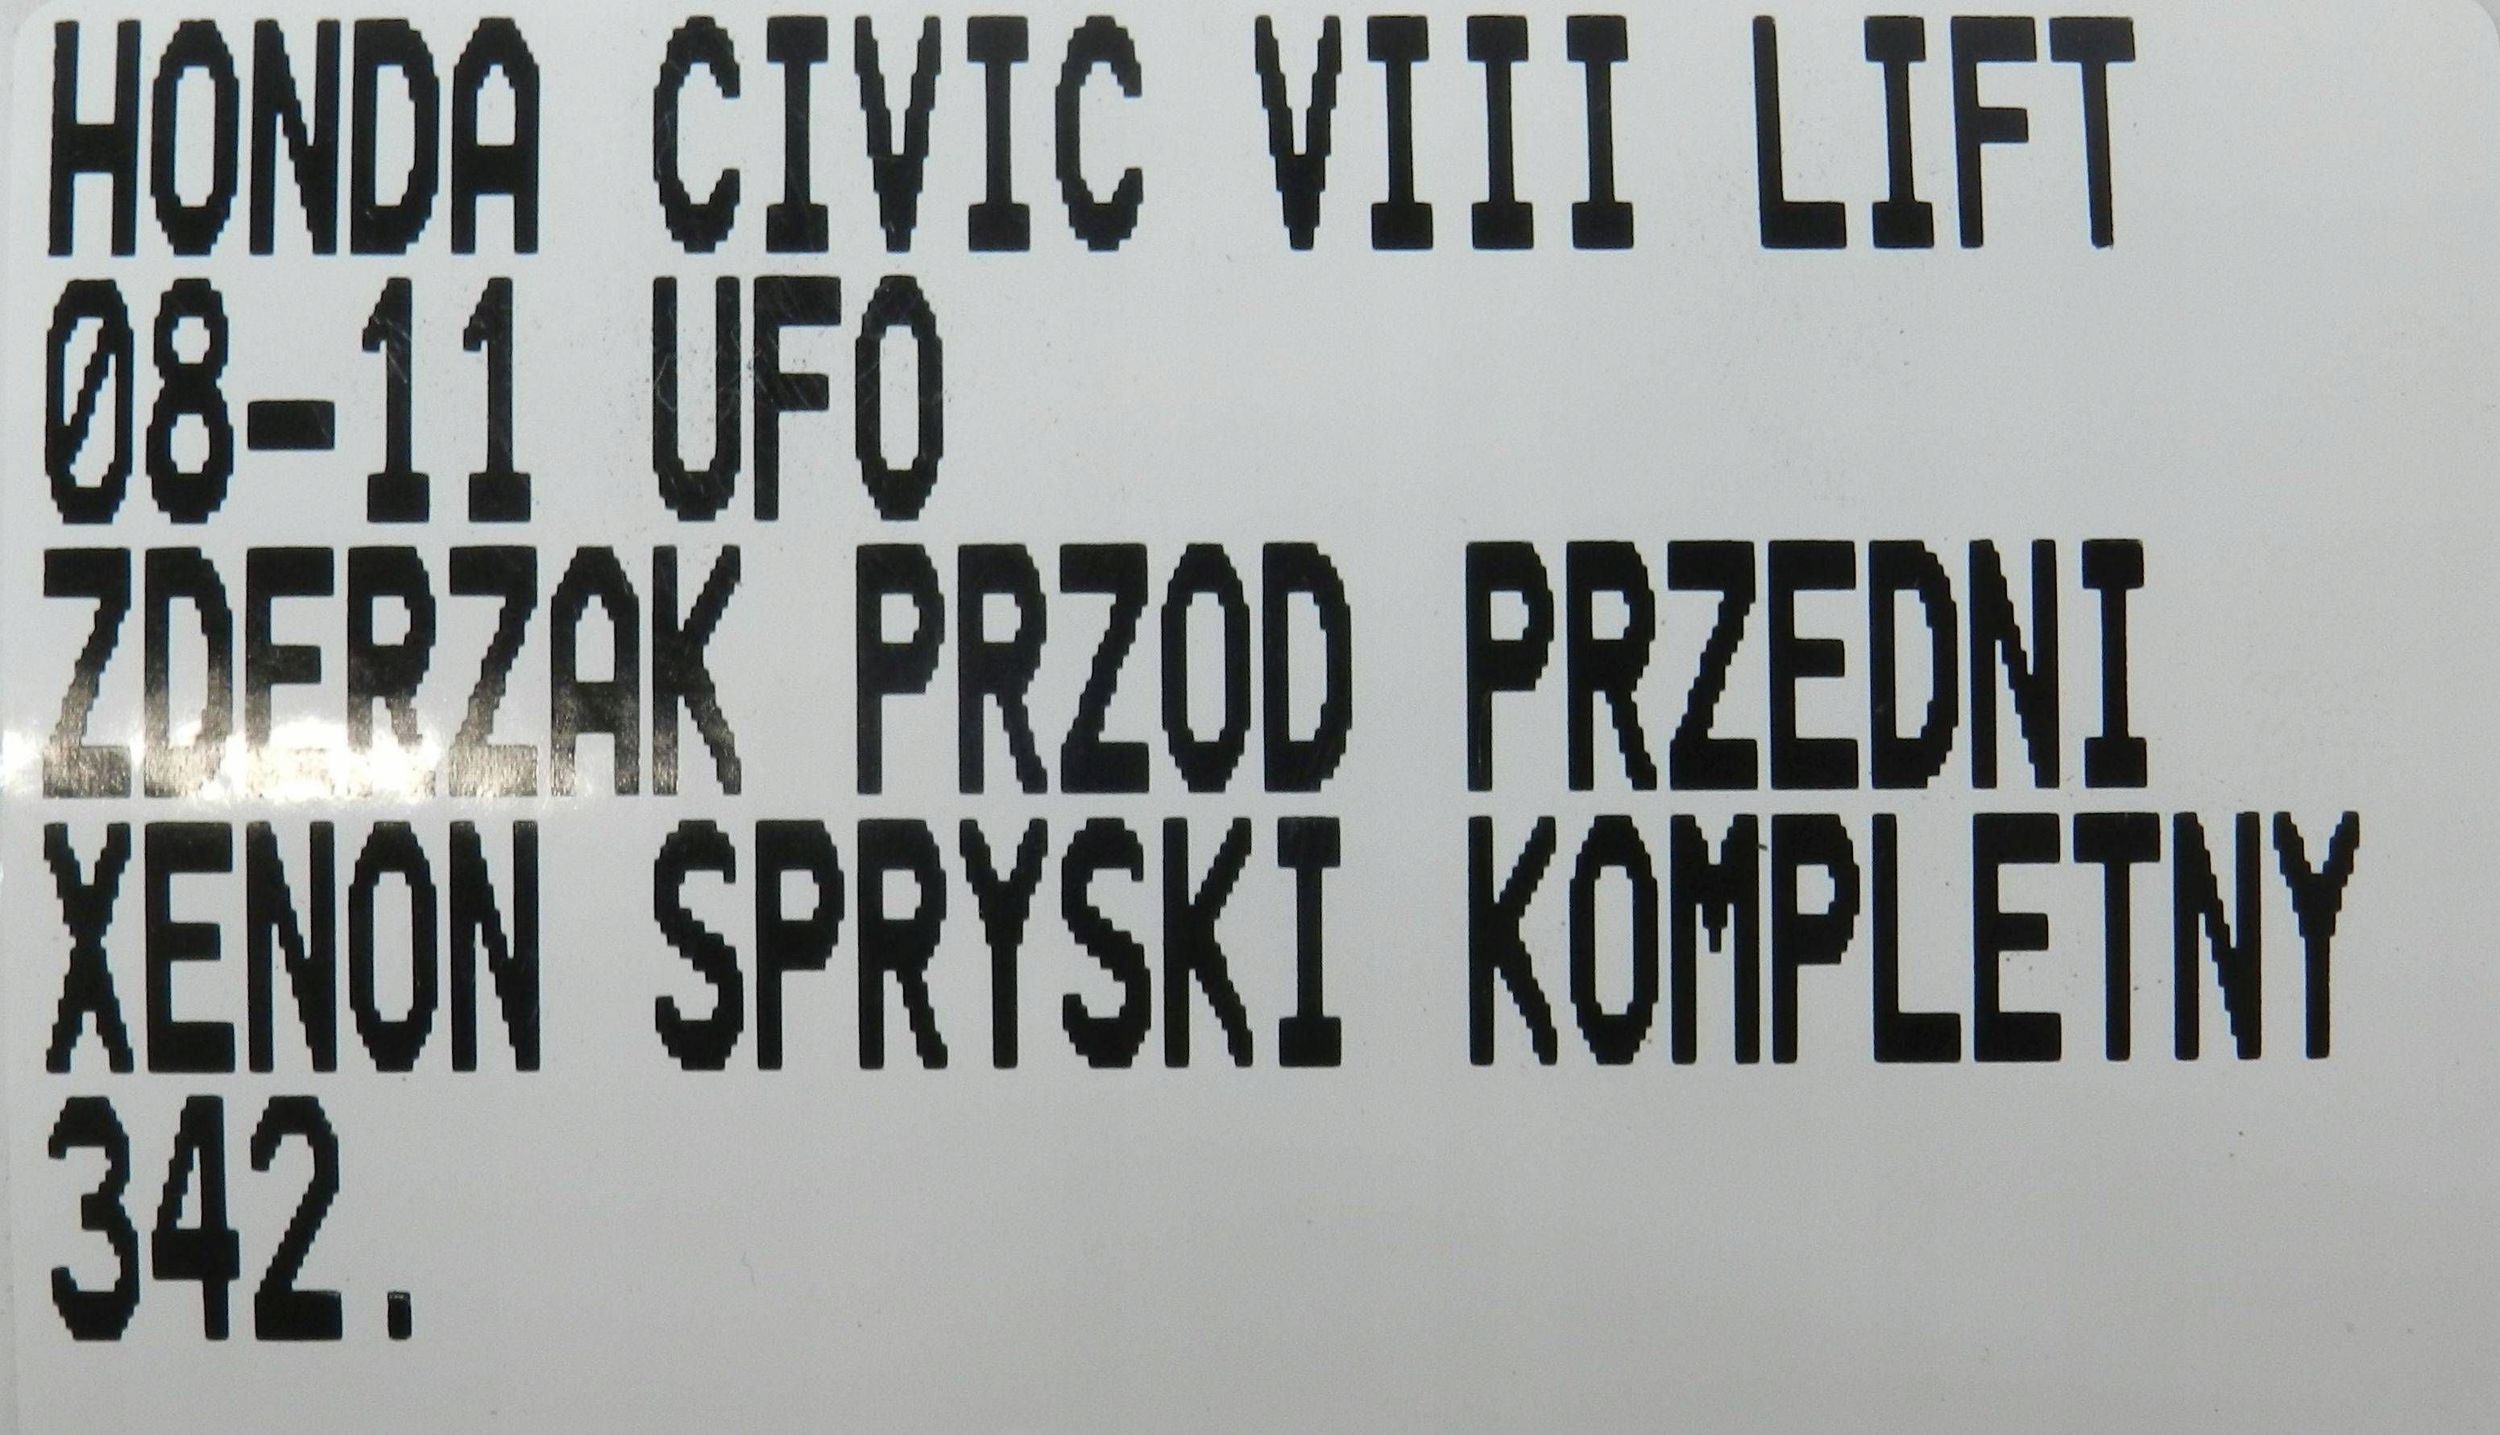 HONDA CIVIC VIII LIFT
08-11 UFO
ZDERZAK PRZOD PRZEDNI
XENON SPRYSKI KOMPLETNY
342.